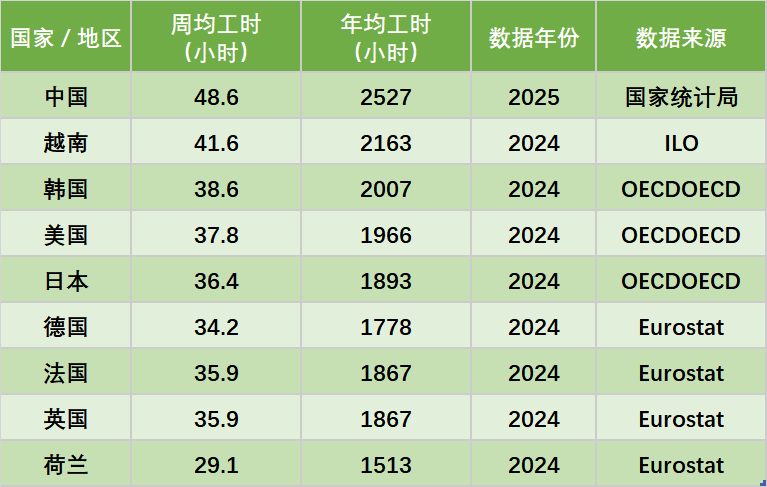 国家 / 地区 周均工时 (小时) 年均工时 (小时) 数据年份 数据来源
中国 48.6 2527 2025 国家统计局
越南 41.6 2163 2024 ILO
韩国 38.6 2007 2024 OECDOECD
美国 37.8 1966 2024 OECDOECD
日本 36.4 1893 2024 OECDOECD
德国 34.2 1778 2024 Eurostat
法国 35.9 1867 2024 Eurostat
英国 35.9 1867 2024 Eurostat
荷兰 29.1 1513 2024 Eurostat